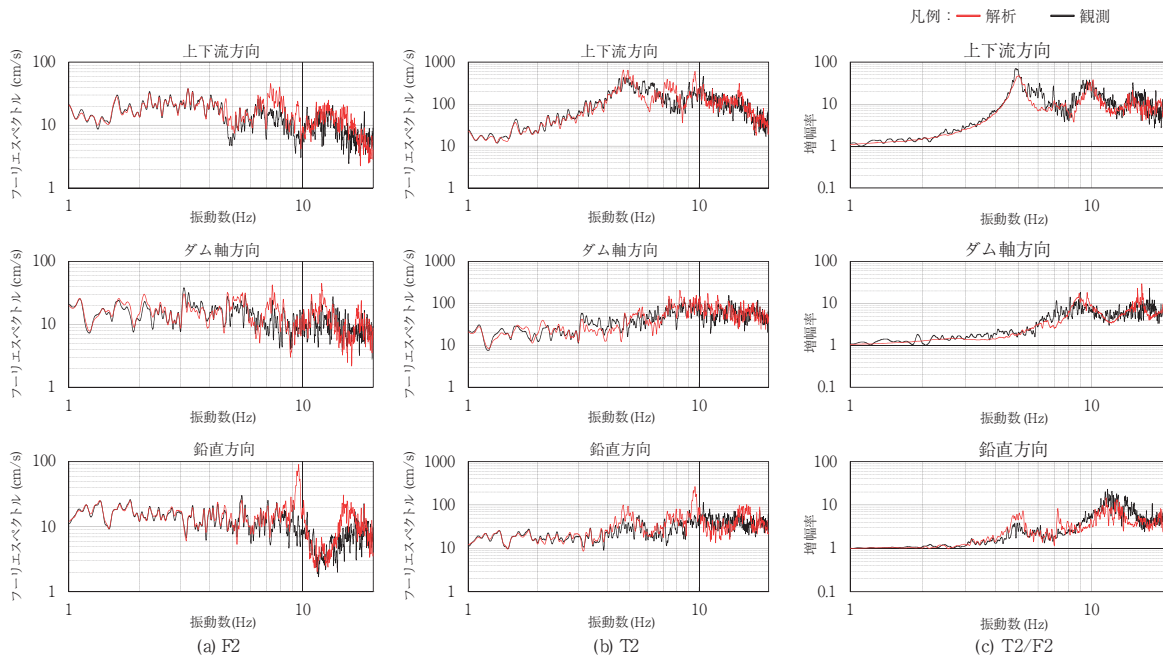 凡例：
解析
観測
上下流方向
フーリエスペクトル (cm/s)
100
10
1
1
10
振動数(Hz)
上下流方向
フーリエスペクトル (cm/s)
1000
100
10
1
1
10
振動数(Hz)
上下流方向
増幅率
100
10
1
0.1
1
10
振動数(Hz)
ダム軸方向
フーリエスペクトル (cm/s)
100
10
1
1
10
振動数(Hz)
ダム軸方向
フーリエスペクトル (cm/s)
1000
100
10
1
1
10
振動数(Hz)
ダム軸方向
増幅率
100
10
1
0.1
1
10
振動数(Hz)
鉛直方向
フーリエスペクトル (cm/s)
100
10
1
1
10
振動数(Hz)
(a) F2
鉛直方向
フーリエスペクトル (cm/s)
1000
100
10
1
1
10
振動数(Hz)
(b) T2
鉛直方向
増幅率
100
10
1
0.1
1
10
振動数(Hz)
(c) T2/F2